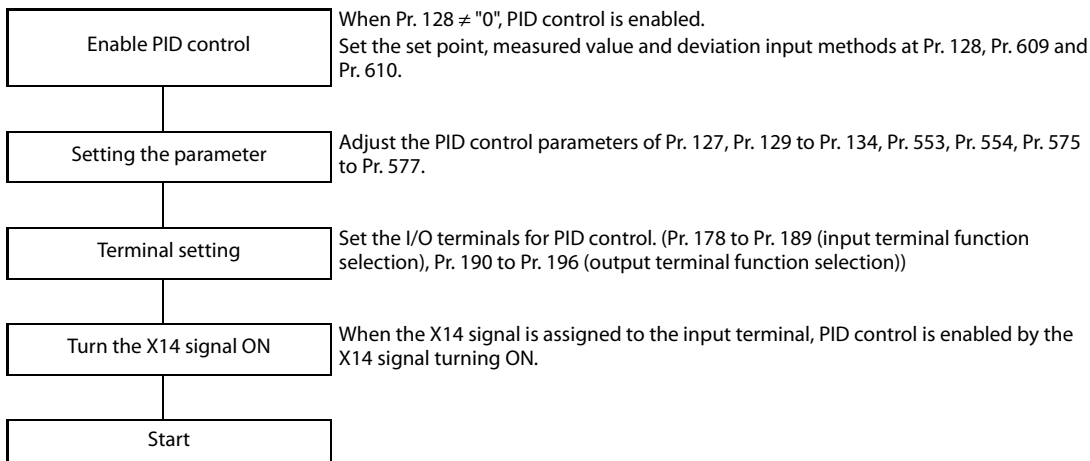 Enable PID control
When Pr. 128 ≠ "0", PID control is enabled.
Set the set point, measured value and deviation input methods at Pr. 128, Pr. 609 and
Pr. 610.
Setting the parameter
Adjust the PID control parameters of Pr. 127, Pr. 129 to Pr. 134, Pr. 553, Pr. 554, Pr. 575
to Pr. 577.
Terminal setting
Set the I/O terminals for PID control. (Pr. 178 to Pr. 189 (input terminal function
selection), Pr. 190 to Pr. 196 (output terminal function selection))
Turn the X14 signal ON
When the X14 signal is assigned to the input terminal, PID control is enabled by the
X14 signal turning ON.
Start